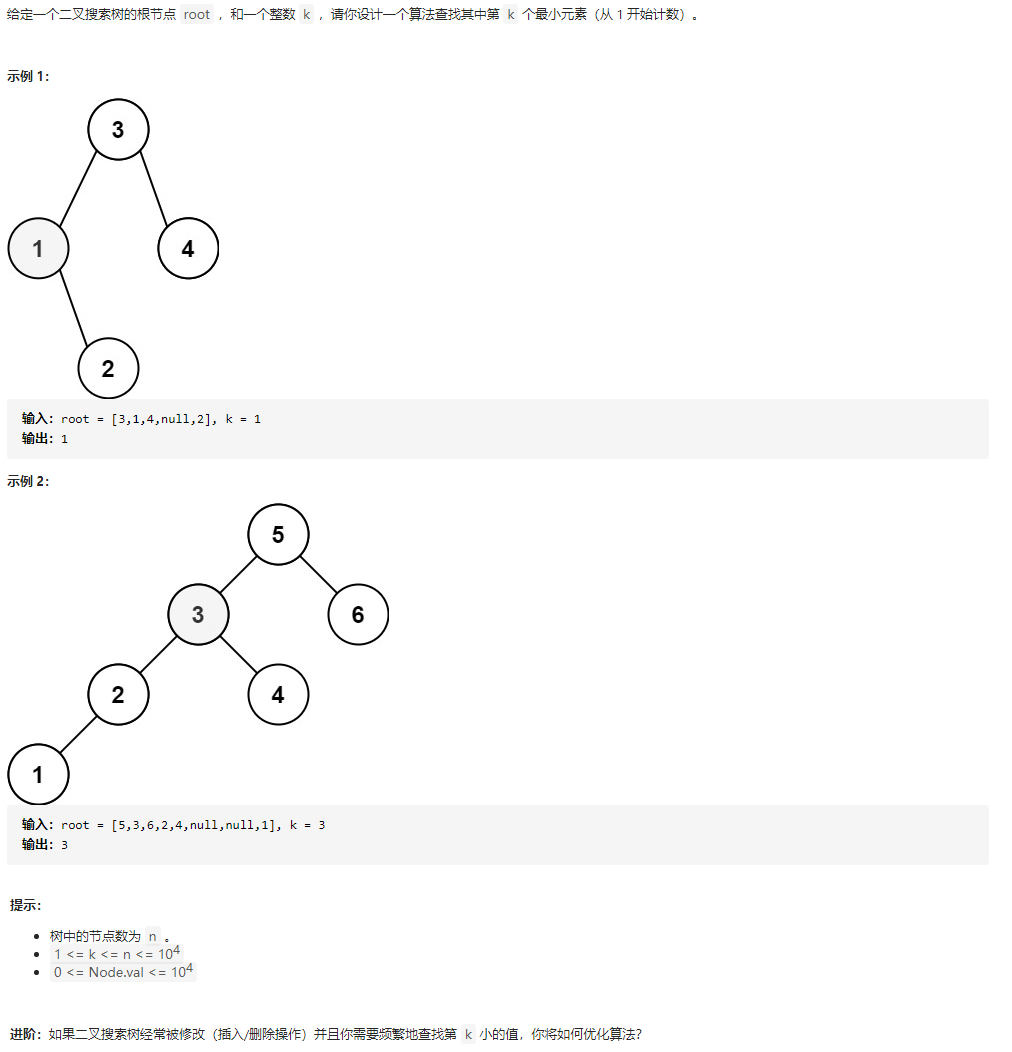 给定一个二叉搜索树的根节点 root ，和一个整数 k ，请你设计一个算法查找其中第 k 个最小元素（从 1 开始计数）。
示例 1：
3
1
4
2
输入：root = [3,1,4,null,2], k = 1
输出：1
示例 2：
5
3
6
2
4
1
输入：root = [5,3,6,2,4,null,null,1], k = 3
输出：3
提示：
• 树中的节点数为 n 。
• 1 <= k <= n <= 10⁴
• 0 <= Node.val <= 10⁴
进阶：如果二叉搜索树经常被修改（插入/删除操作）并且你需要频繁地查找第 k 小的值，你将如何优化算法？